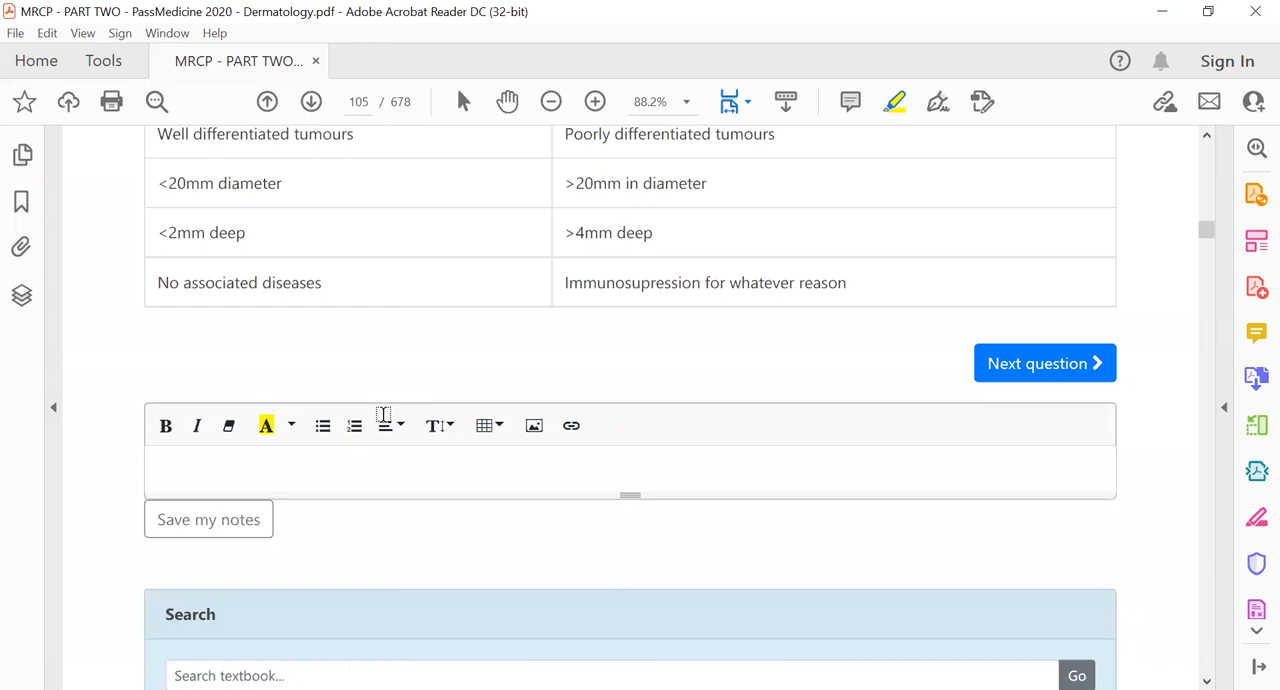 MRCP - PART TWO - PassMedicine 2020 - Dermatology.pdf - Adobe Acrobat Reader DC (32-bit)
File Edit View Sign Window Help
Home Tools MRCP - PART TWO... × Sign In
105 / 678 88.2%
Well differentiated tumours Poorly differentiated tumours
<20mm diameter >20mm in diameter
<2mm deep >4mm deep
No associated diseases Immunosupression for whatever reason
Next question
B I A T
Save my notes
Search
Search textbook... Go